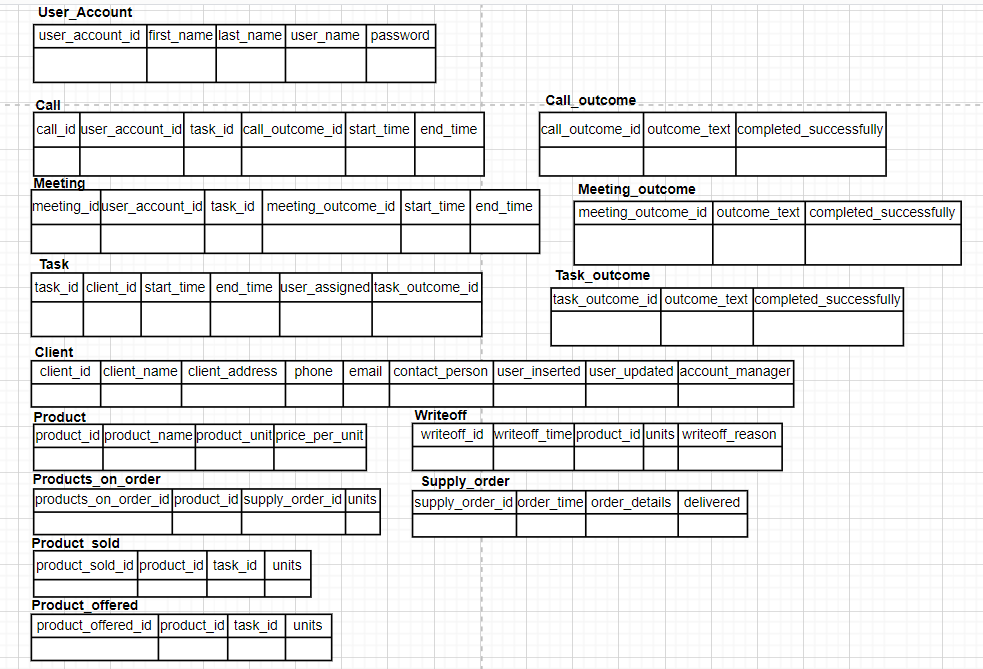 User_Account
user_account_id first_name last_name user_name password
Call
call_id user_account_id task_id call_outcome_id start_time end_time
Call_outcome
call_outcome_id outcome_text completed_successfully
Meeting
meeting_id user_account_id task_id meeting_outcome_id start_time end_time
Meeting_outcome
meeting_outcome_id outcome_text completed_successfully
Task
task_id client_id start_time end_time user_assigned task_outcome_id
Task_outcome
task_outcome_id outcome_text completed_successfully
Client
client_id client_name client_address phone email contact_person user_inserted user_updated account_manager
Product
product_id product_name product_unit price_per_unit
Writeoff
writeoff_id writeoff_time product_id units writeoff_reason
Products_on_order
products_on_order_id product_id supply_order_id units
Supply_order
supply_order_id order_time order_details delivered
Product_sold
product_sold_id product_id task_id units
Product_offered
product_offered_id product_id task_id units